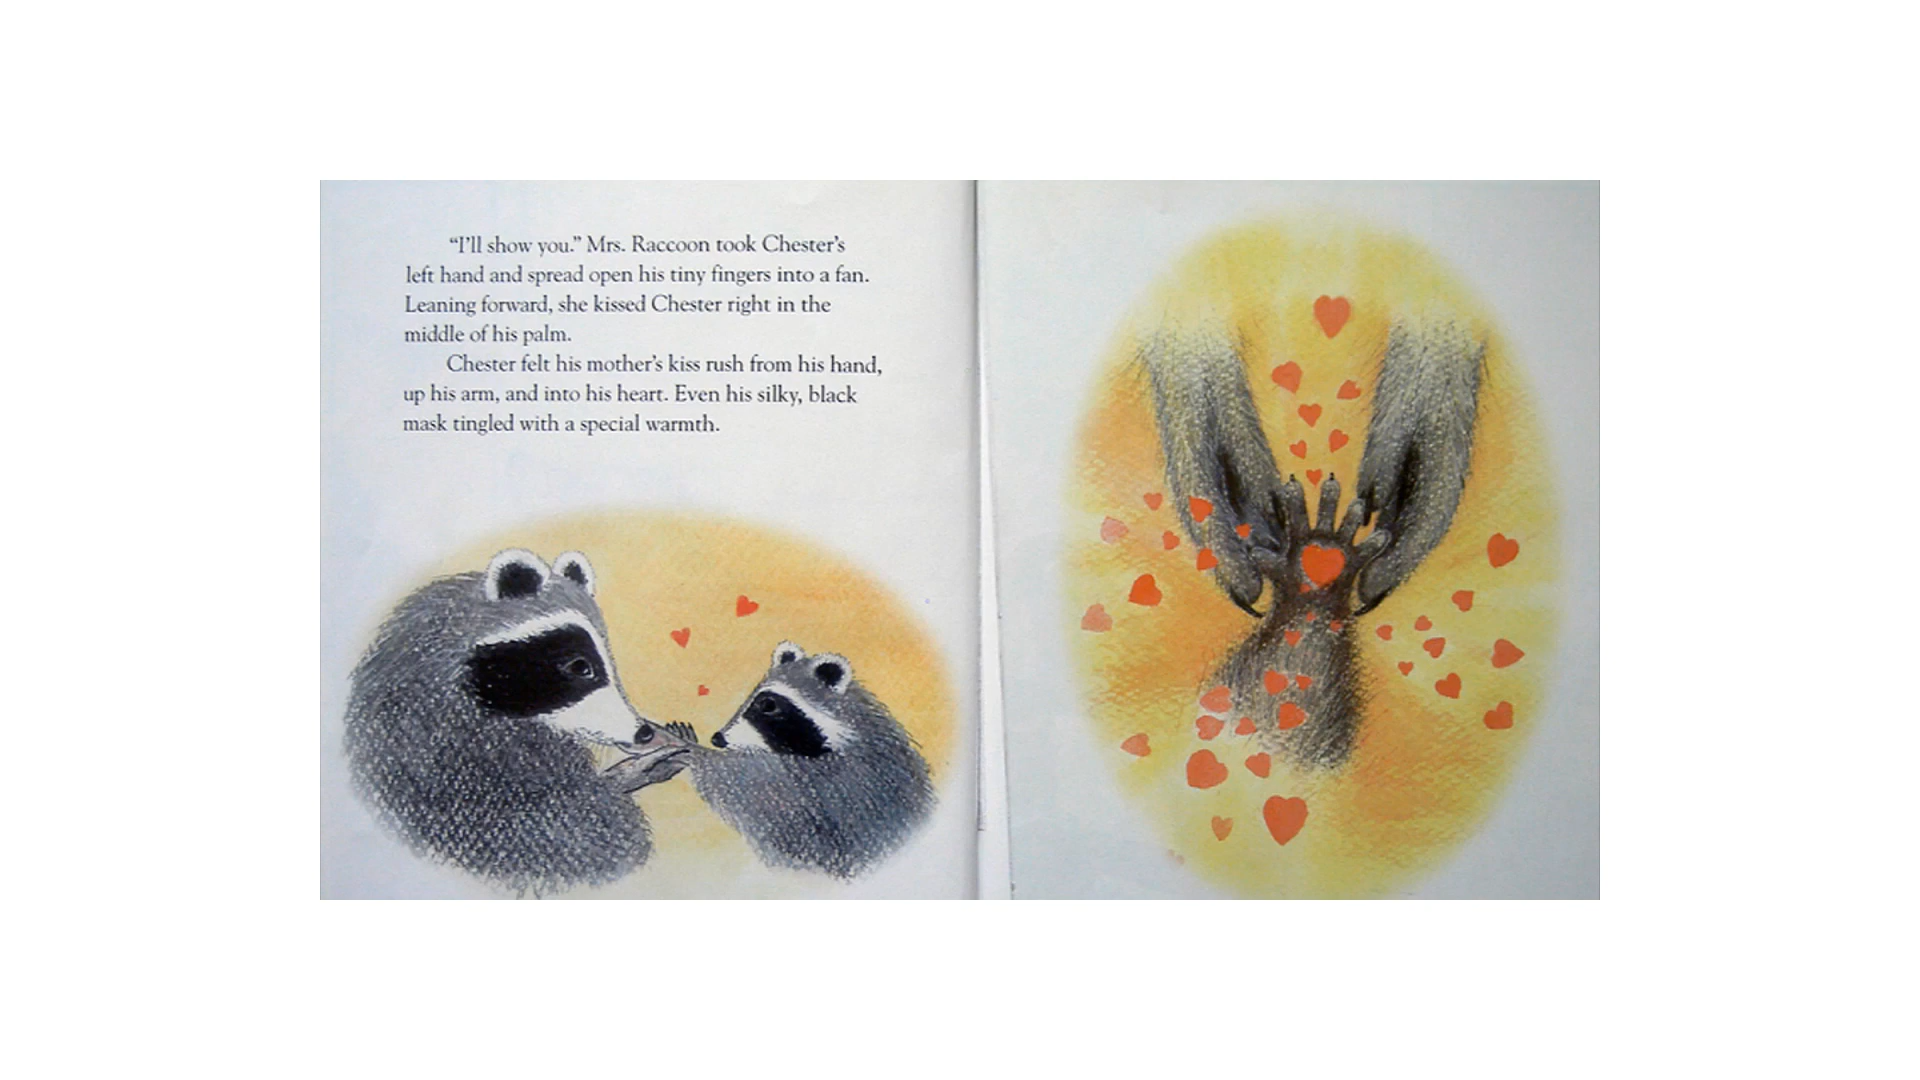 “I’ll show you.” Mrs. Raccoon took Chester’s
left hand and spread open his tiny fingers into a fan.
Leaning forward, she kissed Chester right in the
middle of his palm.
Chester felt his mother’s kiss rush from his hand,
up his arm, and into his heart. Even his silky, black
mask tingled with a special warmth.